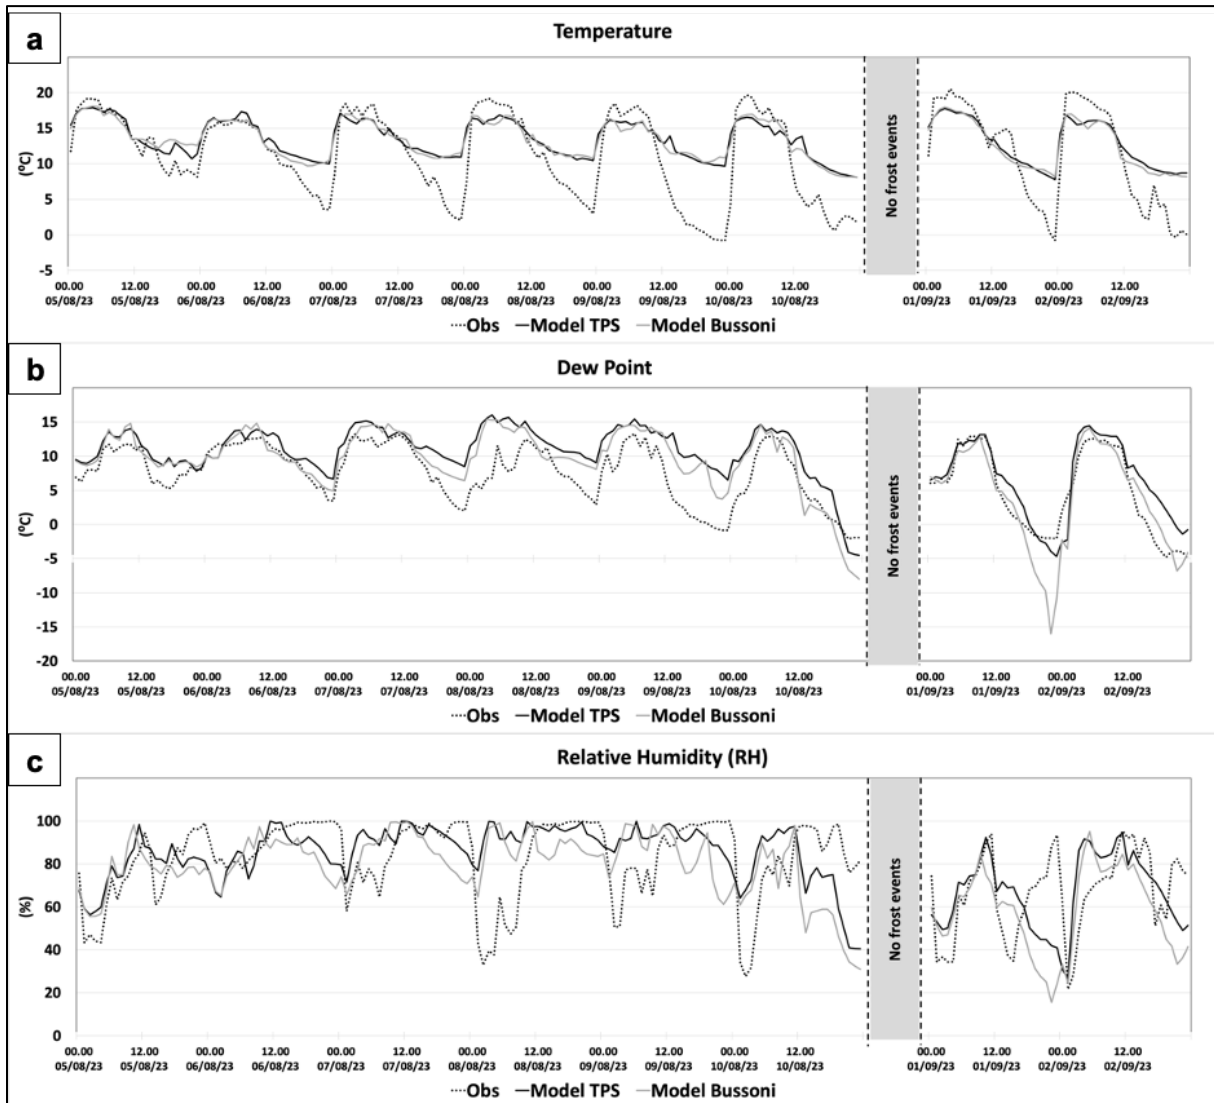 a
Temperature
20
15
10
5
0
-5
(ºC)
No frost events
00.00 12.00 00.00 12.00 00.00 12.00 00.00 12.00 00.00 12.00 00.00 12.00 00.00 12.00 00.00 12.00
05/08/23 05/08/23 06/08/23 06/08/23 07/08/23 07/08/23 08/08/23 08/08/23 09/08/23 09/08/23 10/08/23 10/08/23 01/09/23 01/09/23 02/09/23 02/09/23
Obs Model TPS Model Bussoni
b
Dew Point
15
10
5
0
-5
-10
-15
-20
(ºC)
No frost events
00.00 12.00 00.00 12.00 00.00 12.00 00.00 12.00 00.00 12.00 00.00 12.00 00.00 12.00 00.00 12.00
05/08/23 05/08/23 06/08/23 06/08/23 07/08/23 07/08/23 08/08/23 08/08/23 09/08/23 09/08/23 10/08/23 10/08/23 01/09/23 01/09/23 02/09/23 02/09/23
Obs Model TPS Model Bussoni
c
Relative Humidity (RH)
100
80
60
40
20
0
(%)
No frost events
00.00 12.00 00.00 12.00 00.00 12.00 00.00 12.00 00.00 12.00 00.00 12.00 00.00 12.00 00.00 12.00
05/08/23 05/08/23 06/08/23 06/08/23 07/08/23 07/08/23 08/08/23 08/08/23 09/08/23 09/08/23 10/08/23 10/08/23 01/09/23 01/09/23 02/09/23 02/09/23
Obs Model TPS Model Bussoni